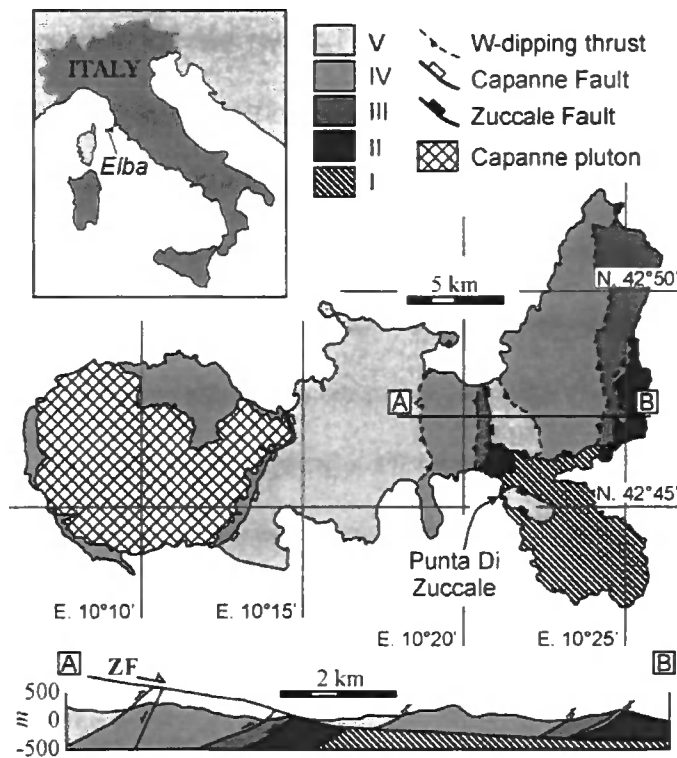 ITALY
Elba
V
IV
III
II
I
W-dipping thrust
Capanne Fault
Zuccale Fault
Capanne pluton
5 km
N. 42°50'
A
B
N. 42°45'
Punta Di
Zuccale
E. 10°10'
E. 10°15'
E. 10°20'
E. 10°25'
A
ZF
2 km
B
500
m
0
-500